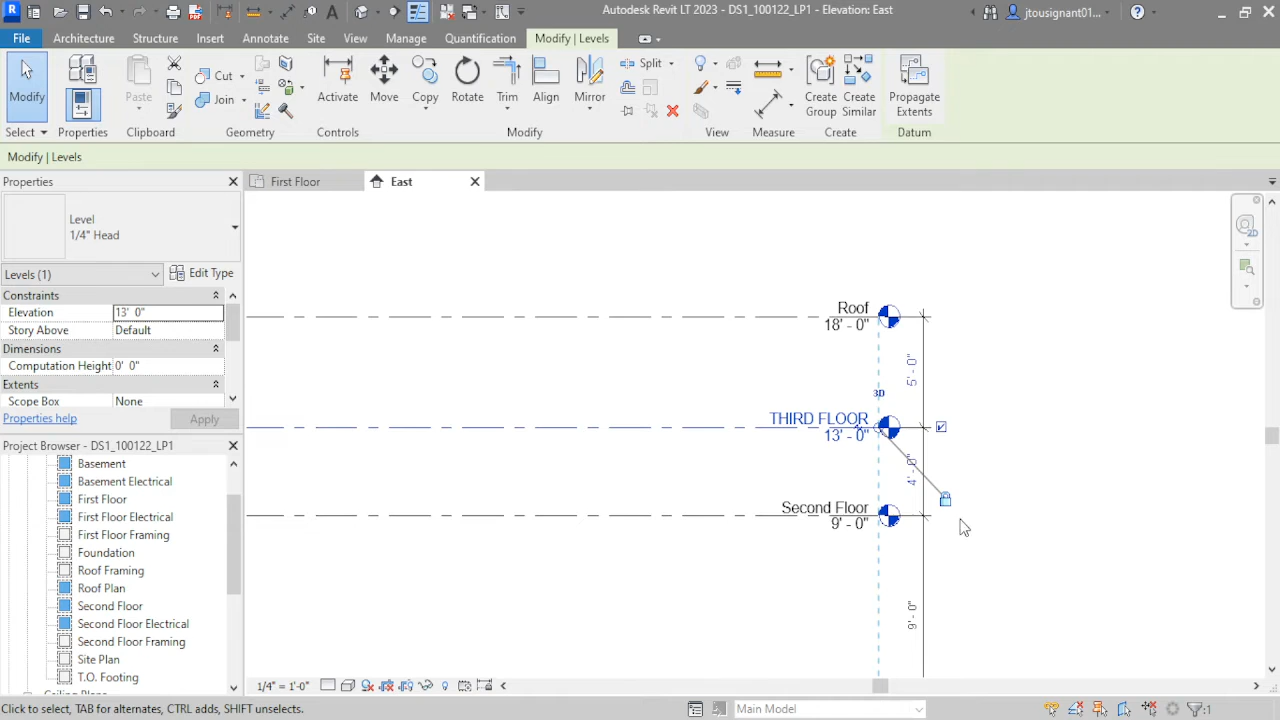 Autodesk Revit LT 2023 - DS1_100122_LP1 - Elevation: East
jtousignant01...
File Architecture Structure Insert Annotate Site View Manage Quantification Modify | Levels
Modify Paste Cut Join Activate Move Copy Rotate Trim Align Mirror Split Create Group Create Similar Propagate Extents
Select Properties Clipboard Geometry Controls Modify View Measure Create Datum
Modify | Levels
Properties
First Floor
East
Level
1/4" Head
Levels (1)
Edit Type
Constraints
Elevation 13' 0"
Story Above Default
Dimensions
Computation Height 0' 0"
Extents
Scope Box None
Properties help
Apply
Project Browser - DS1_100122_LP1
Basement
Basement Electrical
First Floor
First Floor Electrical
First Floor Framing
Foundation
Roof Framing
Roof Plan
Second Floor
Second Floor Electrical
Second Floor Framing
Site Plan
T.O. Footing
Ceiling Plans
Roof
18' - 0"
5' - 0"
3D
THIRD FLOOR
13' - 0"
4' - 0"
Second Floor
9' - 0"
9' - 0"
2D
1/4" = 1'-0"
Click to select, TAB for alternates, CTRL adds, SHIFT unselects.
Main Model
:1